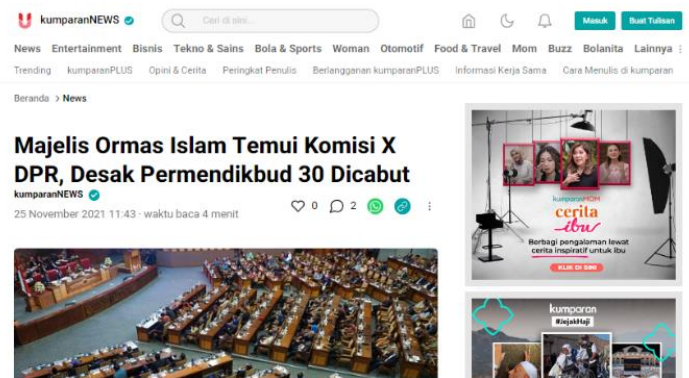 kumparanNEWS
Cari di sini...
Masuk
Buat Tulisan
News Entertainment Bisnis Tekno & Sains Bola & Sports Woman Otomotif Food & Travel Mom Buzz Bolanita Lainnya
Trending kumparanPLUS Opini & Cerita Peringkat Penulis Berlangganan kumparanPLUS Informasi Kerja Sama Cara Menulis di kumparan
Beranda > News
Majelis Ormas Islam Temui Komisi X
DPR, Desak Permendikbud 30 Dicabut
kumparanNEWS
25 November 2021 11:43 · waktu baca 4 menit
0 2
kumparanMOM
cerita
ibu
Berbagi pengalaman lewat
cerita inspiratif untuk ibu
KLIK DI SINI
kumparan
#JejakHaji